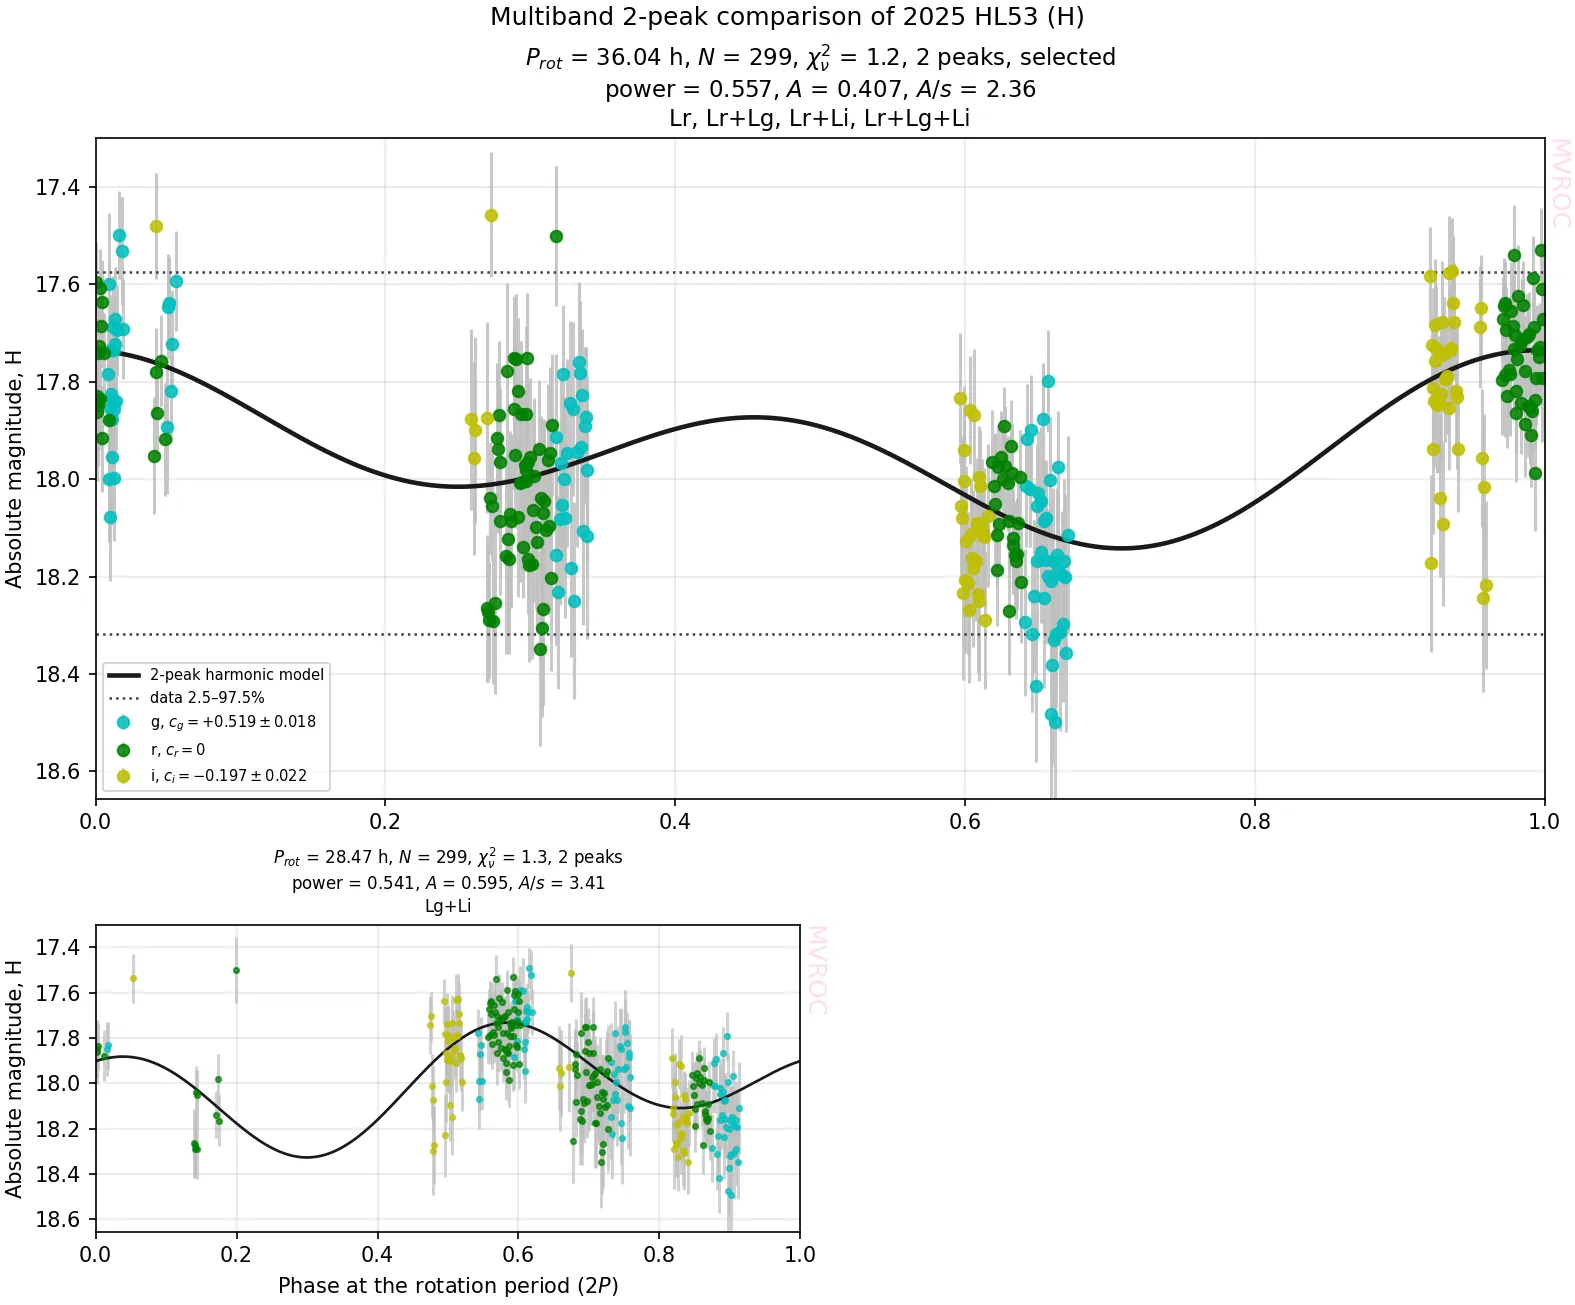 Multiband 2-peak comparison of 2025 HL53 (H)
P_rot = 36.04 h, N = 299, χ²_ν = 1.2, 2 peaks, selected
power = 0.557, A = 0.407, A/s = 2.36
Lr, Lr+Lg, Lr+Li, Lr+Lg+Li
MVROC
Absolute magnitude, H
17.4
17.6
17.8
18.0
18.2
18.4
18.6
2-peak harmonic model
data 2.5–97.5%
g, c_g = +0.519 ± 0.018
r, c_r = 0
i, c_i = −0.197 ± 0.022
0.0 0.2 0.4 0.6 0.8 1.0
P_rot = 28.47 h, N = 299, χ²_ν = 1.3, 2 peaks
power = 0.541, A = 0.595, A/s = 3.41
Lg+Li
MVROC
Absolute magnitude, H
17.4
17.6
17.8
18.0
18.2
18.4
18.6
0.0 0.2 0.4 0.6 0.8 1.0
Phase at the rotation period (2P)